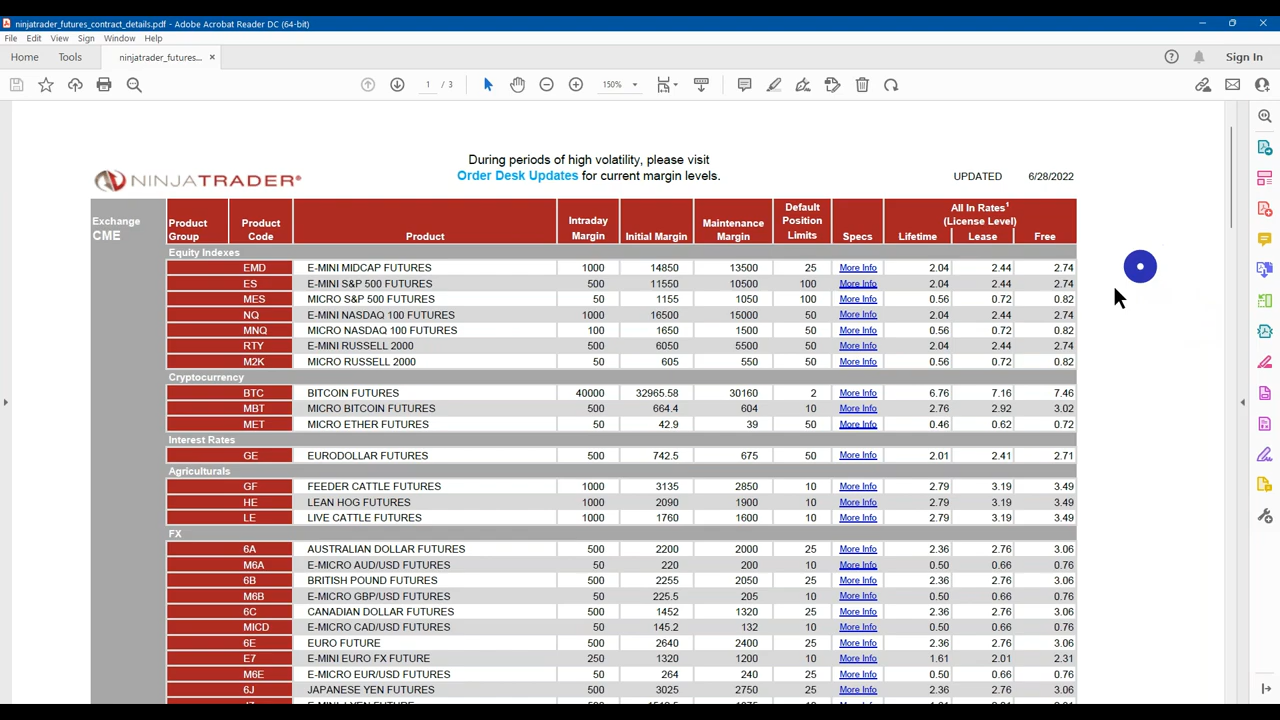 ninjatrader_futures_contract_details.pdf - Adobe Acrobat Reader DC (64-bit)
File Edit View Sign Window Help
Home Tools ninjatrader_futures... × Sign In
1 / 3 150%
During periods of high volatility, please visit
Order Desk Updates for current margin levels.
NINJATRADER® UPDATED 6/28/2022
Exchange CME Product Group Product Code Product Intraday Margin Initial Margin Maintenance Margin Default Position Limits Specs All In Rates¹ (License Level) Lifetime Lease Free
Equity Indexes
EMD E-MINI MIDCAP FUTURES 1000 14850 13500 25 More Info 2.04 2.44 2.74
ES E-MINI S&P 500 FUTURES 500 11550 10500 100 More Info 2.04 2.44 2.74
MES MICRO S&P 500 FUTURES 50 1155 1050 100 More Info 0.56 0.72 0.82
NQ E-MINI NASDAQ 100 FUTURES 1000 16500 15000 50 More Info 2.04 2.44 2.74
MNQ MICRO NASDAQ 100 FUTURES 100 1650 1500 50 More Info 0.56 0.72 0.82
RTY E-MINI RUSSELL 2000 500 6050 5500 50 More Info 2.04 2.44 2.74
M2K MICRO RUSSELL 2000 50 605 550 50 More Info 0.56 0.72 0.82
Cryptocurrency
BTC BITCOIN FUTURES 40000 32965.58 30160 2 More Info 6.76 7.16 7.46
MBT MICRO BITCOIN FUTURES 500 664.4 604 10 More Info 2.76 2.92 3.02
MET MICRO ETHER FUTURES 50 42.9 39 50 More Info 0.46 0.62 0.72
Interest Rates
GE EURODOLLAR FUTURES 500 742.5 675 50 More Info 2.01 2.41 2.71
Agriculturals
GF FEEDER CATTLE FUTURES 1000 3135 2850 10 More Info 2.79 3.19 3.49
HE LEAN HOG FUTURES 1000 2090 1900 10 More Info 2.79 3.19 3.49
LE LIVE CATTLE FUTURES 1000 1760 1600 10 More Info 2.79 3.19 3.49
FX
6A AUSTRALIAN DOLLAR FUTURES 500 2200 2000 25 More Info 2.36 2.76 3.06
M6A E-MICRO AUD/USD FUTURES 50 220 200 10 More Info 0.50 0.66 0.76
6B BRITISH POUND FUTURES 500 2255 2050 25 More Info 2.36 2.76 3.06
M6B E-MICRO GBP/USD FUTURES 50 225.5 205 10 More Info 0.50 0.66 0.76
6C CANADIAN DOLLAR FUTURES 500 1452 1320 25 More Info 2.36 2.76 3.06
MICD E-MICRO CAD/USD FUTURES 50 145.2 132 10 More Info 0.50 0.66 0.76
6E EURO FUTURE 500 2640 2400 25 More Info 2.36 2.76 3.06
E7 E-MINI EURO FX FUTURE 250 1320 1200 10 More Info 1.61 2.01 2.31
M6E E-MICRO EUR/USD FUTURES 50 264 240 25 More Info 0.50 0.66 0.76
6J JAPANESE YEN FUTURES 500 3025 2750 25 More Info 2.36 2.76 3.06